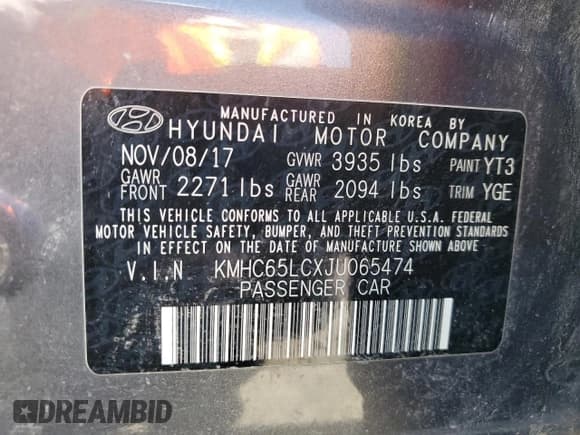 MANUFACTURED IN KOREA BY
HYUNDAI MOTOR COMPANY
NOV/08/17 GVWR 3935 lbs PAINT YT3
GAWR FRONT 2271 lbs GAWR REAR 2094 lbs TRIM YGE
THIS VEHICLE CONFORMS TO ALL APPLICABLE U.S.A. FEDERAL
MOTOR VEHICLE SAFETY, BUMPER, AND THEFT PREVENTION STANDARDS
IN EFFECT ON THE DATE OF MANUFACTURE SHOWN ABOVE
V.I.N KMHC65LCXJU065474
PASSENGER CAR
DREAMBID